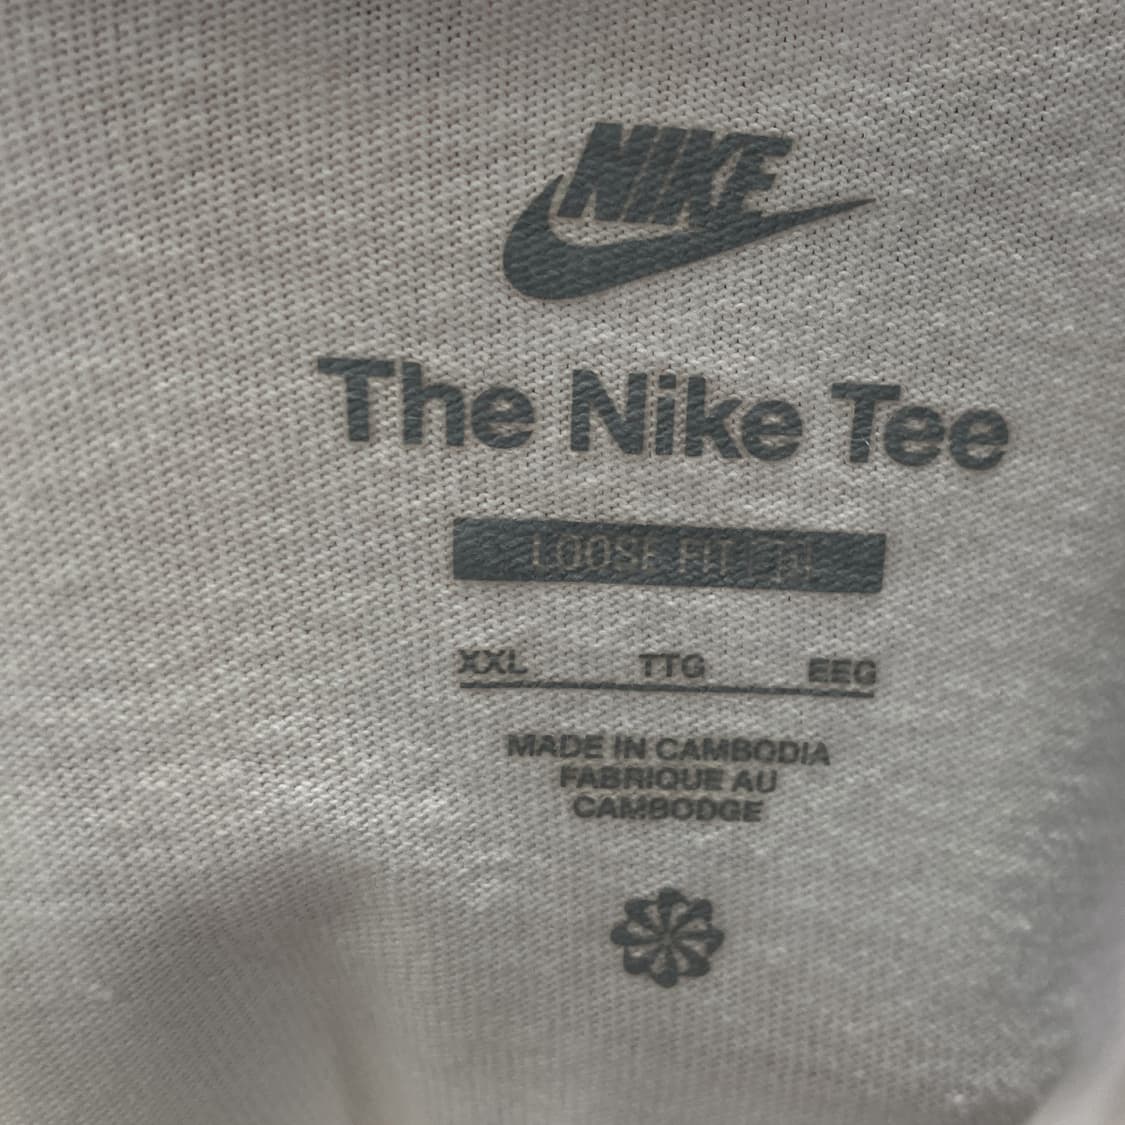 NIKE
The Nike Tee
LOOSE FIT
XXL TTG EEG
MADE IN CAMBODIA
FABRIQUE AU
CAMBODGE